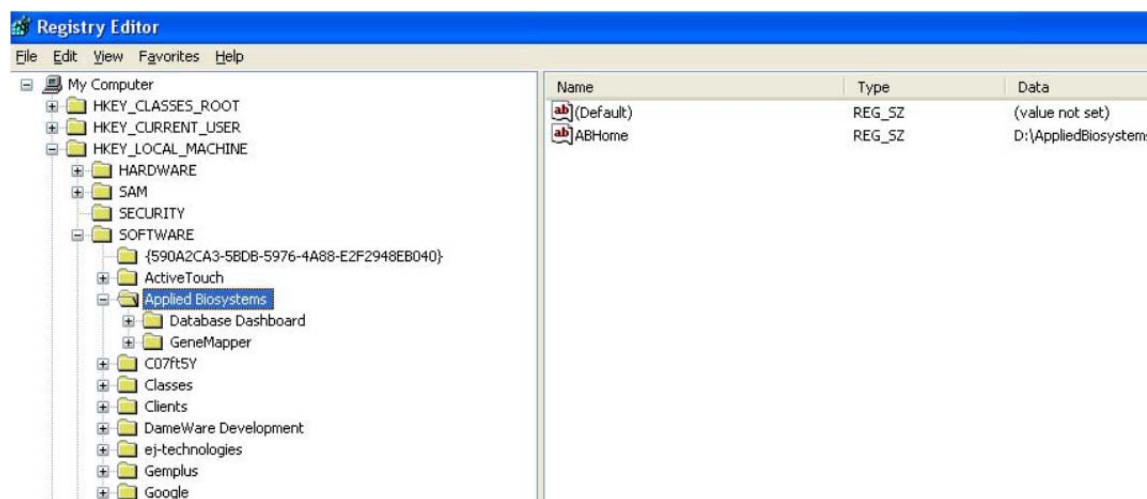 Registry Editor
File Edit View Favorites Help
My Computer
HKEY_CLASSES_ROOT
HKEY_CURRENT_USER
HKEY_LOCAL_MACHINE
HARDWARE
SAM
SECURITY
SOFTWARE
{590A2CA3-5BDB-5976-4A88-E2F2948EB040}
ActiveTouch
Applied Biosystems
Database Dashboard
GeneMapper
C07ft5Y
Classes
Clients
DameWare Development
ej-technologies
Gemplus
Google
Name Type Data
ab (Default) REG_SZ (value not set)
ab ABHome REG_SZ D:\AppliedBiosystems